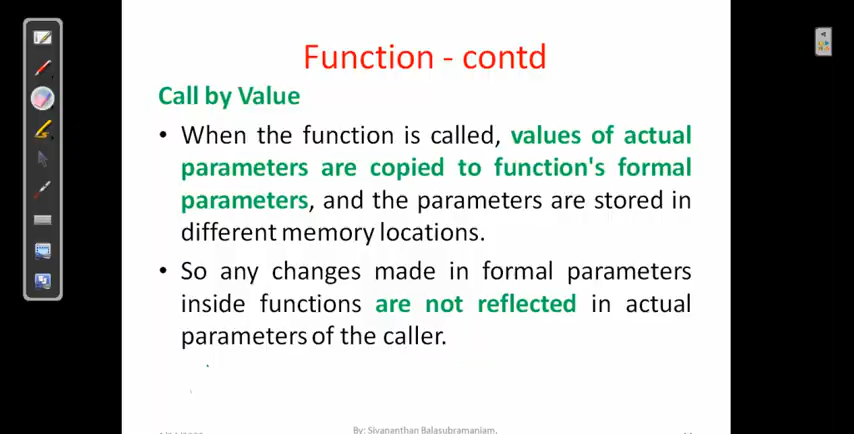 Function - contd
Call by Value
• When the function is called, values of actual
parameters are copied to function's formal
parameters, and the parameters are stored in
different memory locations.
• So any changes made in formal parameters
inside functions are not reflected in actual
parameters of the caller.
By: Sivananthan Balasubramaniam,